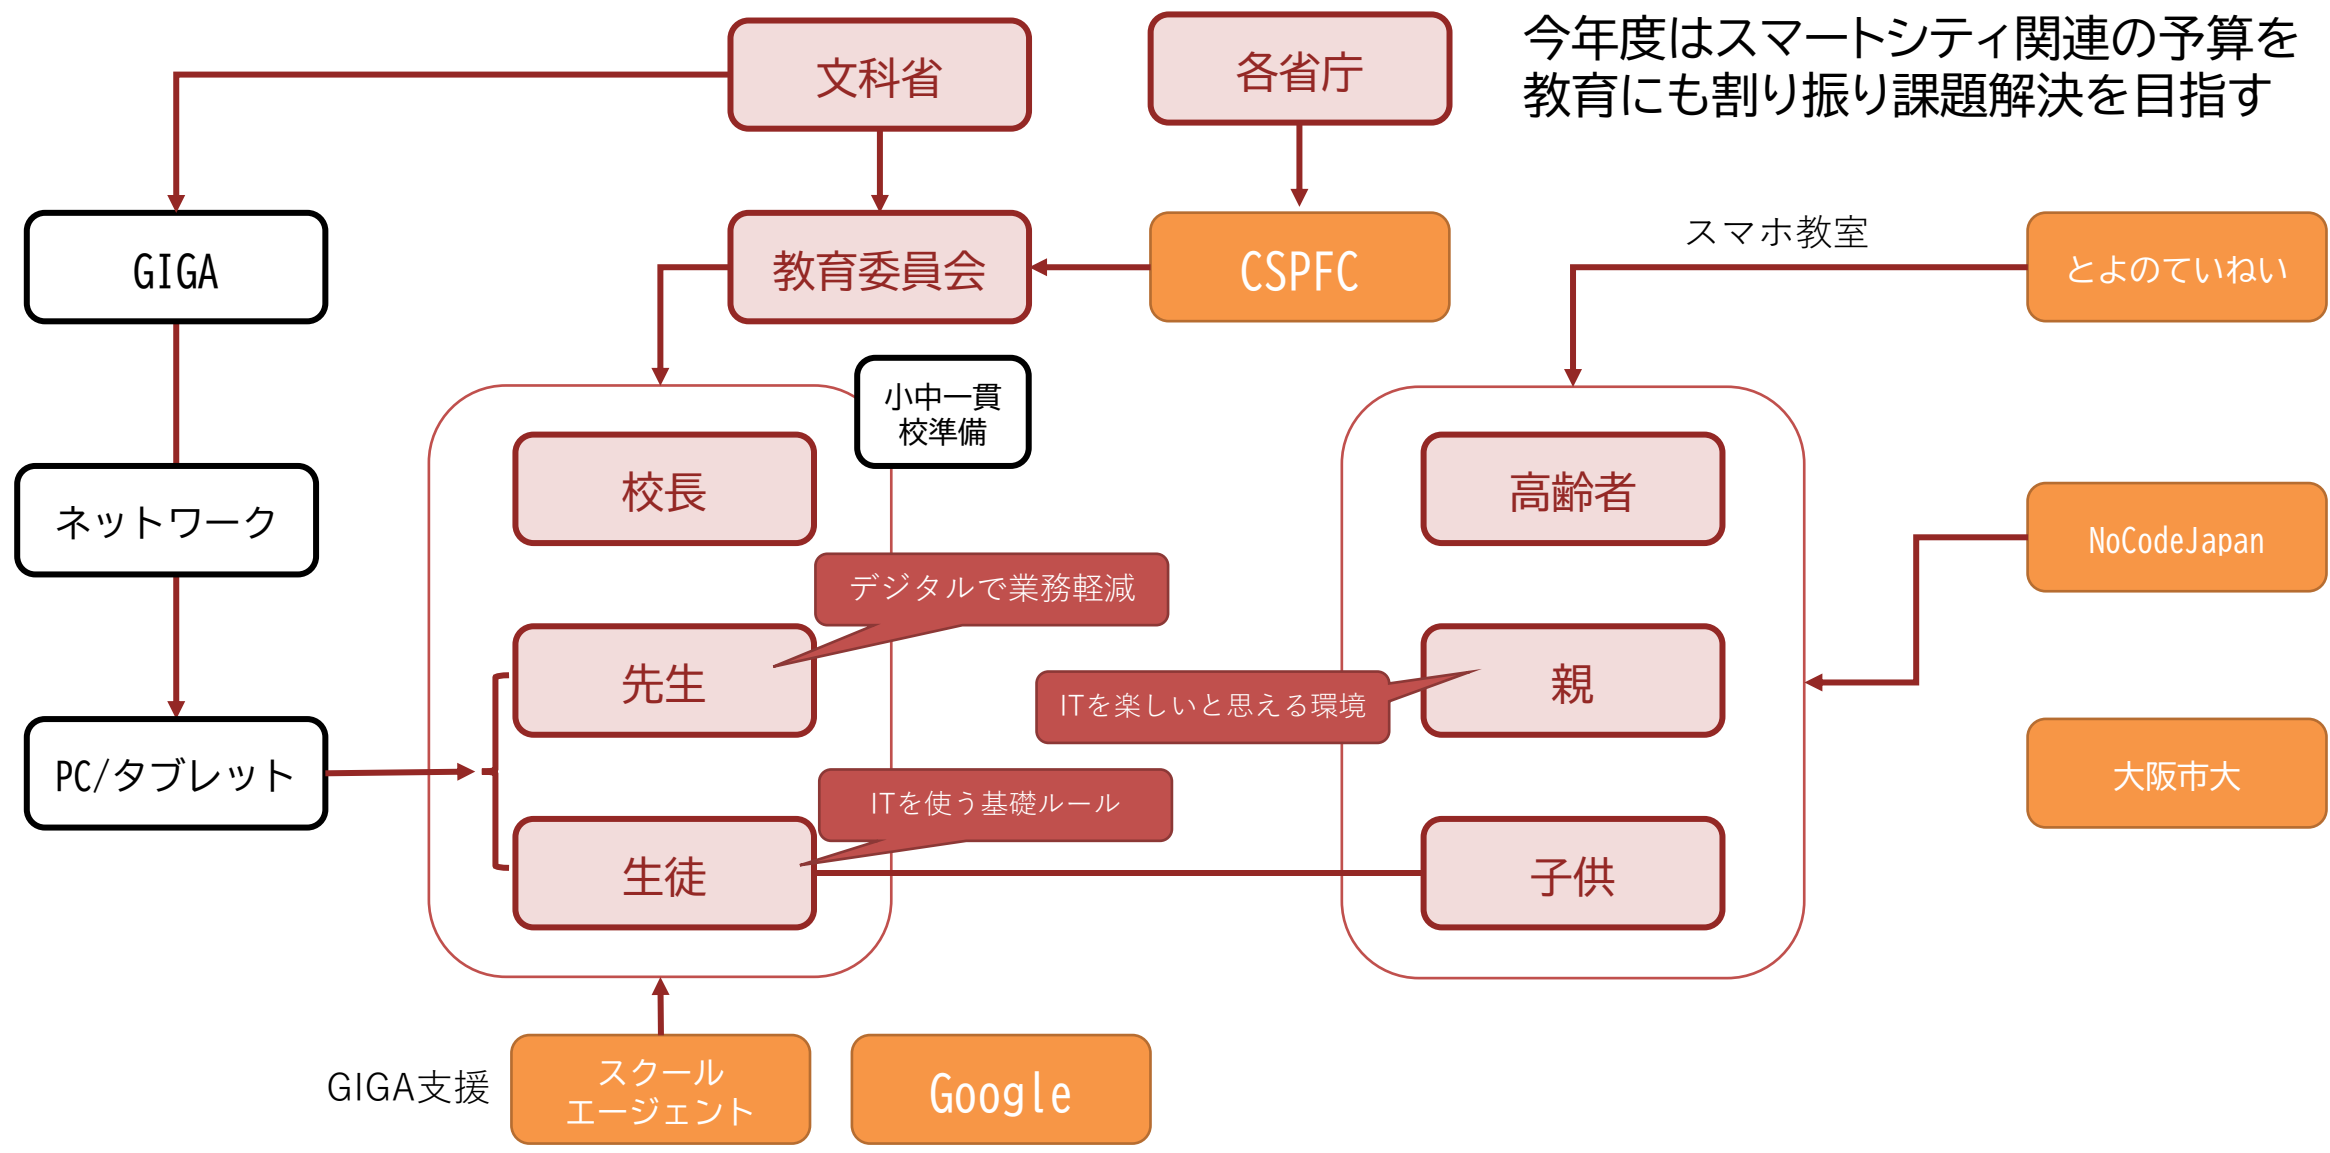 文科省
各省庁
今年度はスマートシティ関連の予算を
教育にも割り振り課題解決を目指す
GIGA
教育委員会
CSPFC
スマホ教室
とよのていねい
小中一貫
校準備
校長
高齢者
ネットワーク
NoCodeJapan
デジタルで業務軽減
先生
ITを楽しいと思える環境
親
PC/タブレット
大阪市大
ITを使う基礎ルール
生徒
子供
GIGA支援
スクール
エージェント
Google